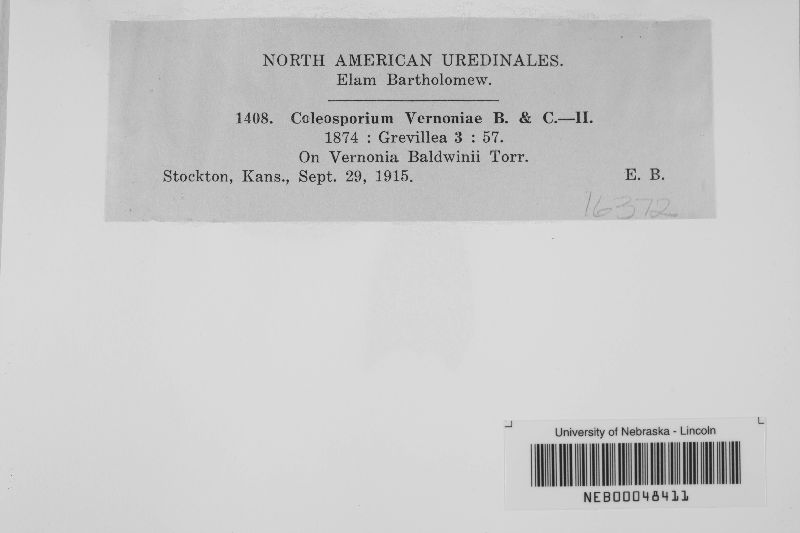 NORTH AMERICAN UREDINALES.
Elam Bartholomew.
1408. Coleosporium Vernoniae B. & C.—II.
1874 : Grevillea 3 : 57.
On Vernonia Baldwinii Torr.
Stockton, Kans., Sept. 29, 1915. E. B.
16372
University of Nebraska - Lincoln
NEB00048411